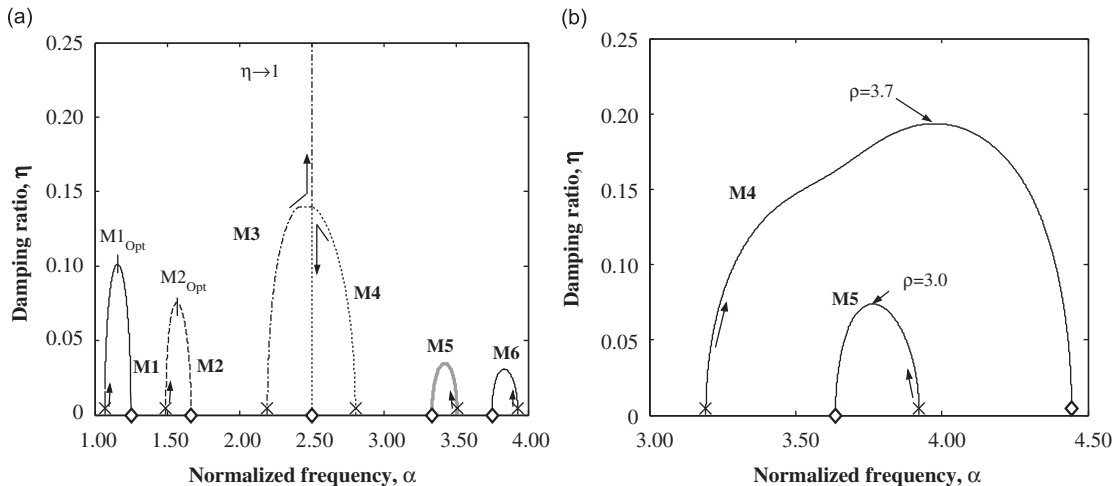 (a)
0.25
0.20
0.15
0.10
0.05
0
Damping ratio, η
η→1
M1Opt
M2Opt
M3
M4
M1
M2
M5
M6
1.00 1.50 2.00 2.50 3.00 3.50 4.00
Normalized frequency, α
(b)
0.25
0.20
0.15
0.10
0.05
0
Damping ratio, η
ρ=3.7
M4
M5
ρ=3.0
3.00 3.50 4.00 4.50
Normalized frequency, α